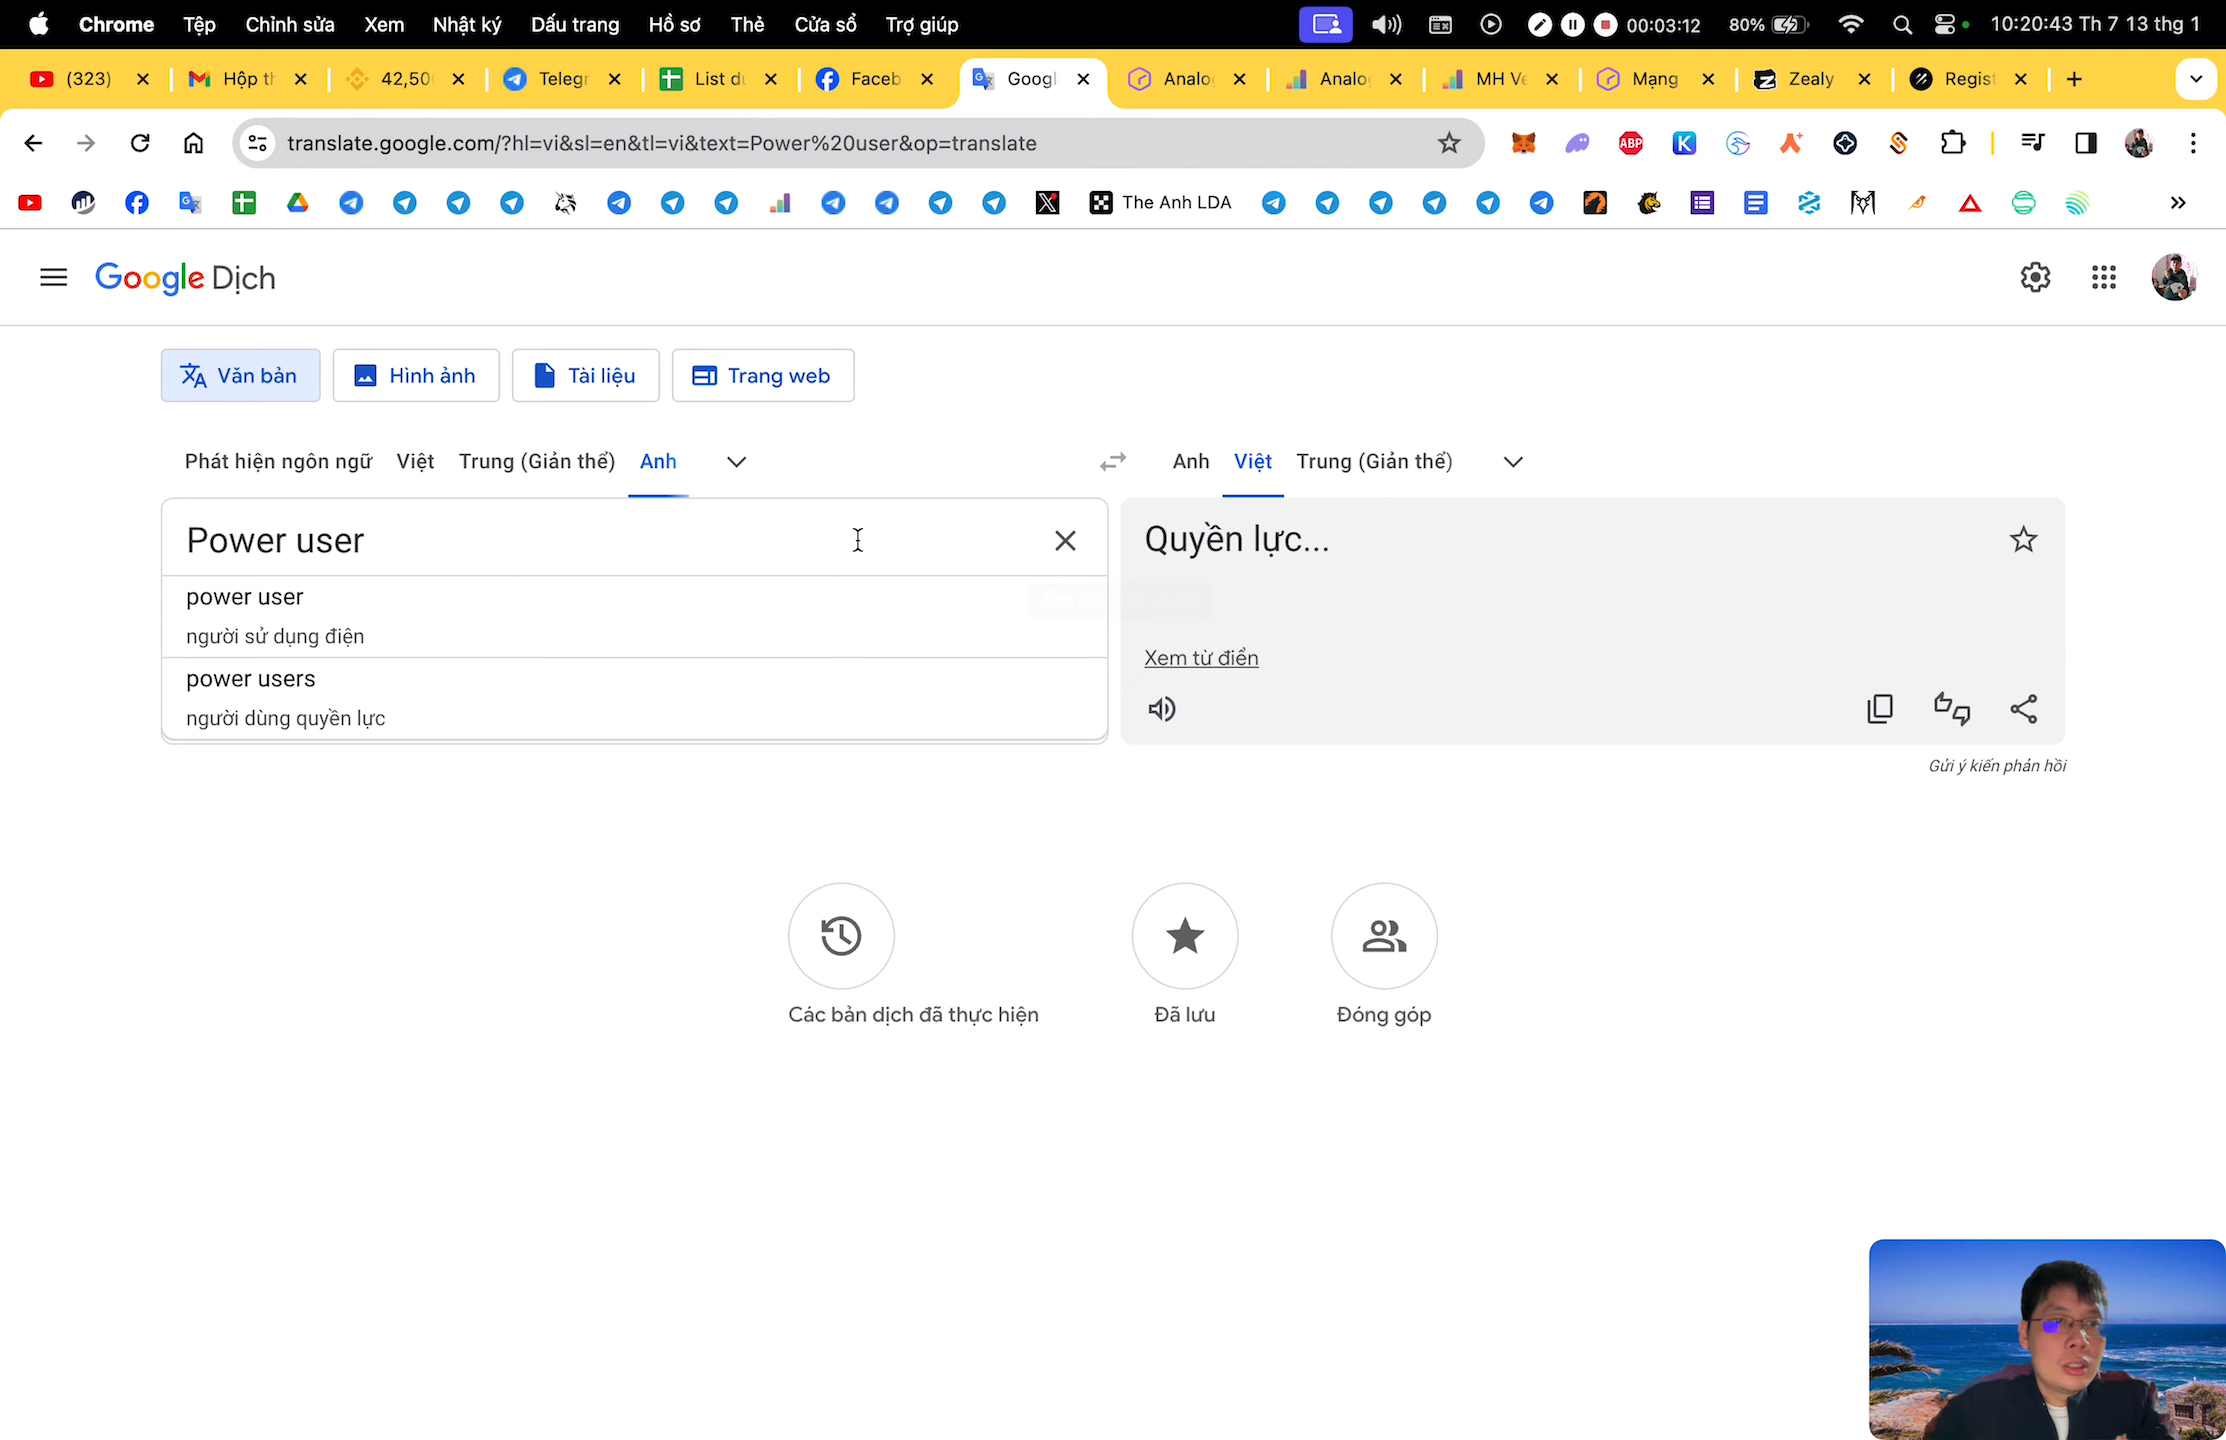 Chrome Tệp Chỉnh sửa Xem Nhật ký Dấu trang Hồ sơ Thẻ Cửa sổ Trợ giúp 00:03:12 80% 10:20:43 Th 7 13 thg 1
(323) Hộp th 42,50 Telegr List dụ Faceb Googl Analo Analo MH Ve Mạng Zealy Regist
translate.google.com/?hl=vi&sl=en&tl=vi&text=Power%20user&op=translate ABP K
The Anh LDA
Google Dịch
Văn bản Hình ảnh Tài liệu Trang web
Phát hiện ngôn ngữ Việt Trung (Giản thể) Anh Anh Việt Trung (Giản thể)
Power user Quyền lực...
power user
người sử dụng điện
power users Xem từ điển
người dùng quyền lực
Gửi ý kiến phản hồi
Các bản dịch đã thực hiện Đã lưu Đóng góp